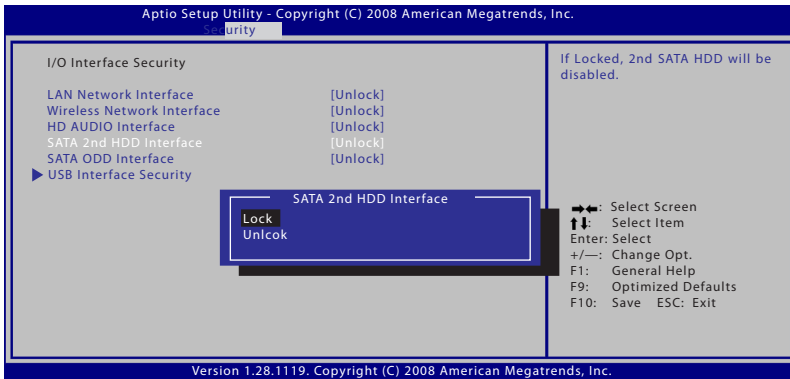 Aptio Setup Utility - Copyright (C) 2008 American Megatrends, Inc.
Security
I/O Interface Security
LAN Network Interface [Unlock]
Wireless Network Interface [Unlock]
HD AUDIO Interface [Unlock]
SATA 2nd HDD Interface [Unlock]
SATA ODD Interface [Unlock]
USB Interface Security
SATA 2nd HDD Interface
Lock
Unlcok
If Locked, 2nd SATA HDD will be
disabled.
→←: Select Screen
↑↓: Select Item
Enter: Select
+/—: Change Opt.
F1: General Help
F9: Optimized Defaults
F10: Save ESC: Exit
Version 1.28.1119. Copyright (C) 2008 American Megatrends, Inc.